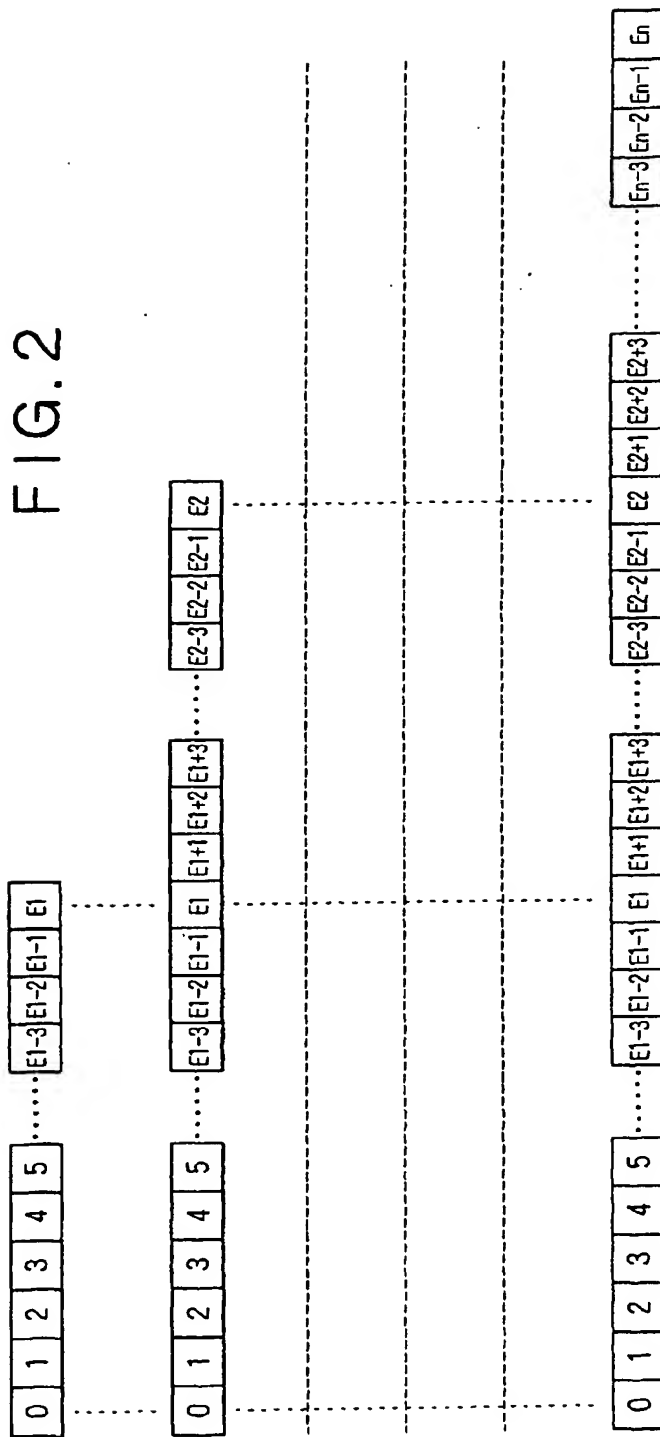 FIG. 2
0 1 2 3 4 5 ...... E1-3 E1-2 E1-1 E1
0 1 2 3 4 5 ...... E1-3 E1-2 E1-1 E1 E1+1 E1+2 E1+3 ...... E2-3 E2-2 E2-1 E2
0 1 2 3 4 5 ...... E1-3 E1-2 E1-1 E1 E1+1 E1+2 E1+3 ...... E2-3 E2-2 E2-1 E2 E2+1 E2+2 E2+3 ........ En-3 En-2 En-1 En